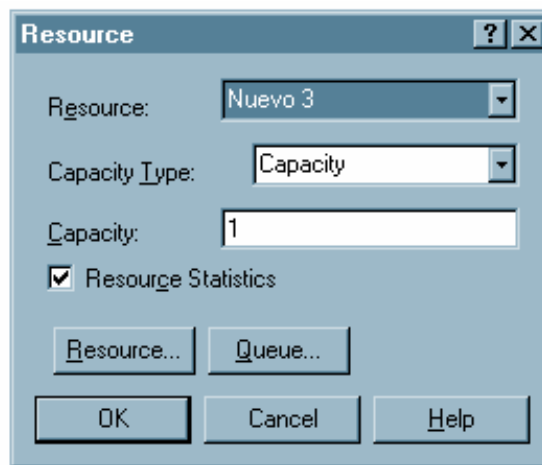 Resource ?
Resource: Nuevo 3
Capacity Type: Capacity
Capacity: 1
Resource Statistics
Resource... Queue...
OK Cancel Help